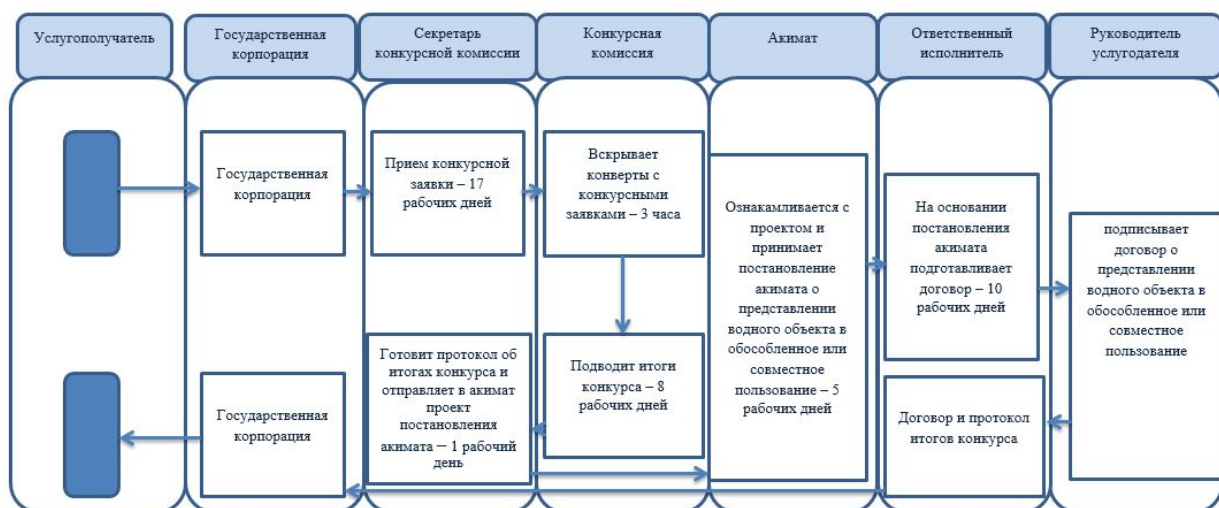 Услугополучатель
Государственная
корпорация
Секретарь
конкурсной комиссии
Конкурсная
комиссия
Акимат
Ответственный
исполнитель
Руководитель
услугодателя
Государственная
корпорация
Прием конкурсной
заявки – 17
рабочих дней
Вскрывает
конверты с
конкурсными
заявками – 3 часа
Ознакамливается с
проектом и
принимает
постановление
акимата о
представлении
водного объекта в
обособленное или
совместное
пользование – 5
рабочих дней
На основании
постановления
акимата
подготавливает
договор – 10
рабочих дней
подписывает
договор о
представлении
водного объекта в
обособленное или
совместное
пользование
Государственная
корпорация
Готовит протокол об
итогах конкурса и
отправляет в акимат
проект
постановления
акимата – 1 рабочий
день
Подводит итоги
конкурса – 8
рабочих дней
Договор и протокол
итогов конкурса